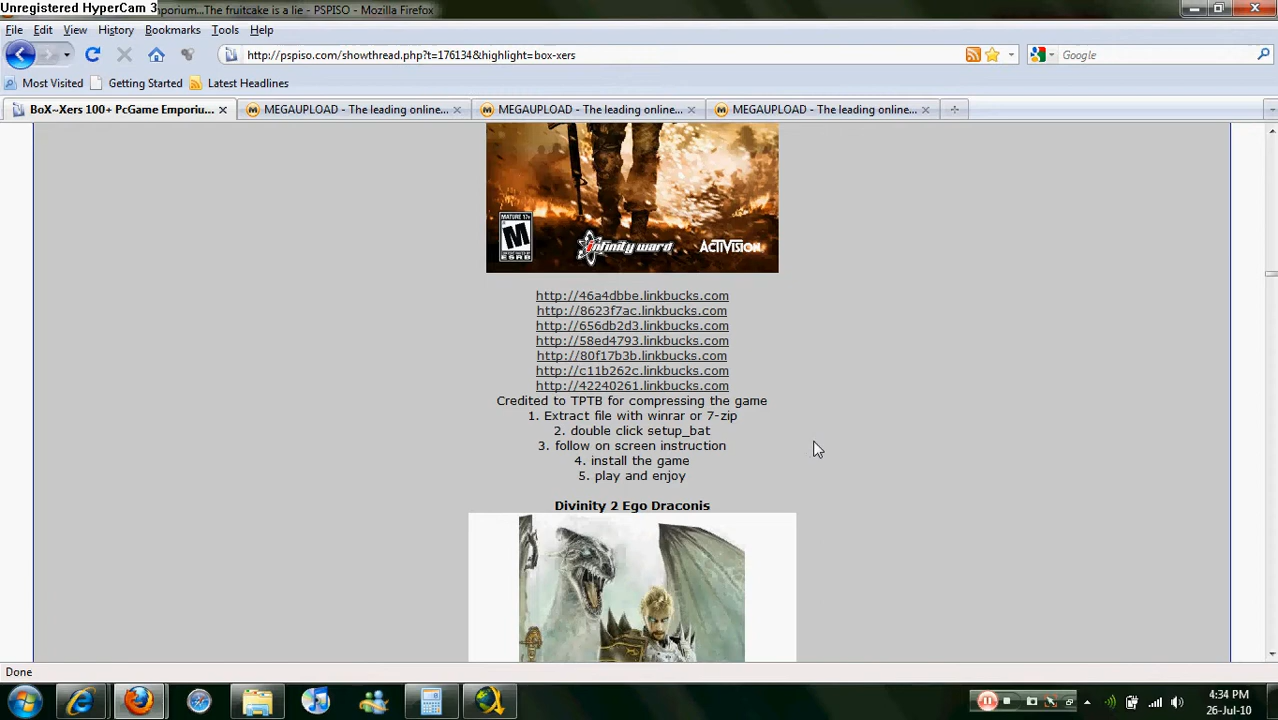 Unregistered HyperCam 3
mporium...The fruitcake is a lie - PSPISO - Mozilla Firefox
File Edit View History Bookmarks Tools Help
http://pspiso.com/showthread.php?t=176134&highlight=box-xers
Google
Most Visited Getting Started Latest Headlines
BoX~Xers 100+ PcGame Emporiu...
MEGAUPLOAD - The leading online...
MEGAUPLOAD - The leading online...
MEGAUPLOAD - The leading online...
MATURE 17+
M
ESRB
infinity ward
ACTIVISION
http://46a4dbbe.linkbucks.com
http://8623f7ac.linkbucks.com
http://656db2d3.linkbucks.com
http://58ed4793.linkbucks.com
http://80f17b3b.linkbucks.com
http://c11b262c.linkbucks.com
http://42240261.linkbucks.com
Credited to TPTB for compressing the game
1. Extract file with winrar or 7-zip
2. double click setup_bat
3. follow on screen instruction
4. install the game
5. play and enjoy
Divinity 2 Ego Draconis
Done
4:34 PM
26-Jul-10